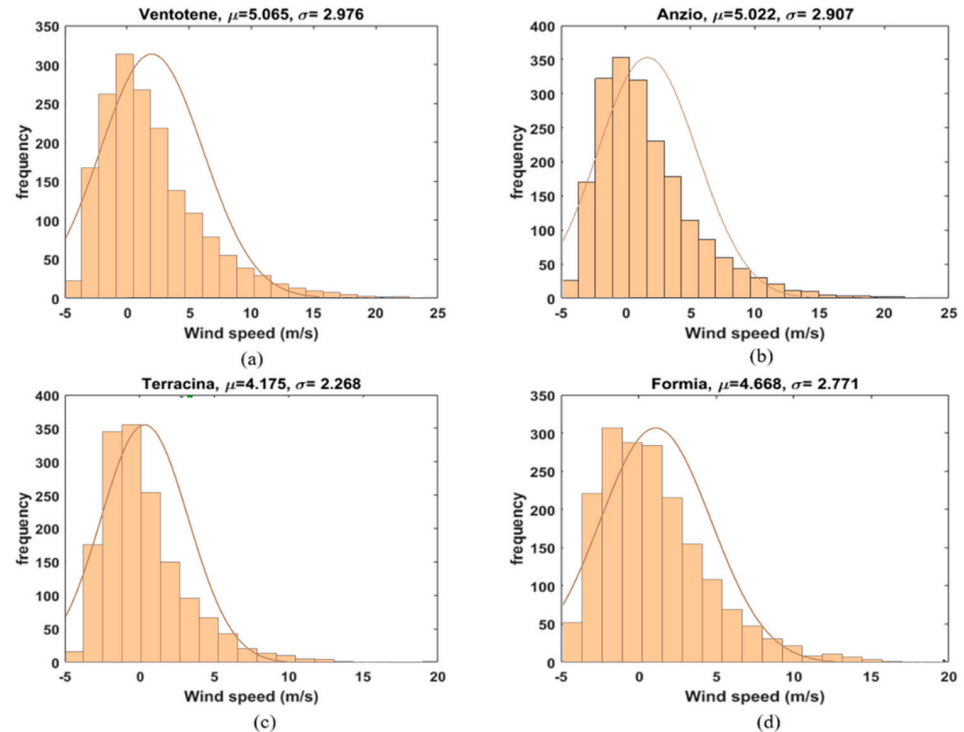 Ventotene, μ=5.065, σ= 2.976
350
300
250
200
150
100
50
0
frequency
-5 0 5 10 15 20 25
Wind speed (m/s)
(a)
Anzio, μ=5.022, σ= 2.907
400
350
300
250
200
150
100
50
0
frequency
-5 0 5 10 15 20 25
Wind speed (m/s)
(b)
Terracina, μ=4.175, σ= 2.268
400
350
300
250
200
150
100
50
0
frequency
-5 0 5 10 15 20
Wind speed (m/s)
(c)
Formia, μ=4.668, σ= 2.771
350
300
250
200
150
100
50
0
frequency
-5 0 5 10 15 20
Wind speed (m/s)
(d)